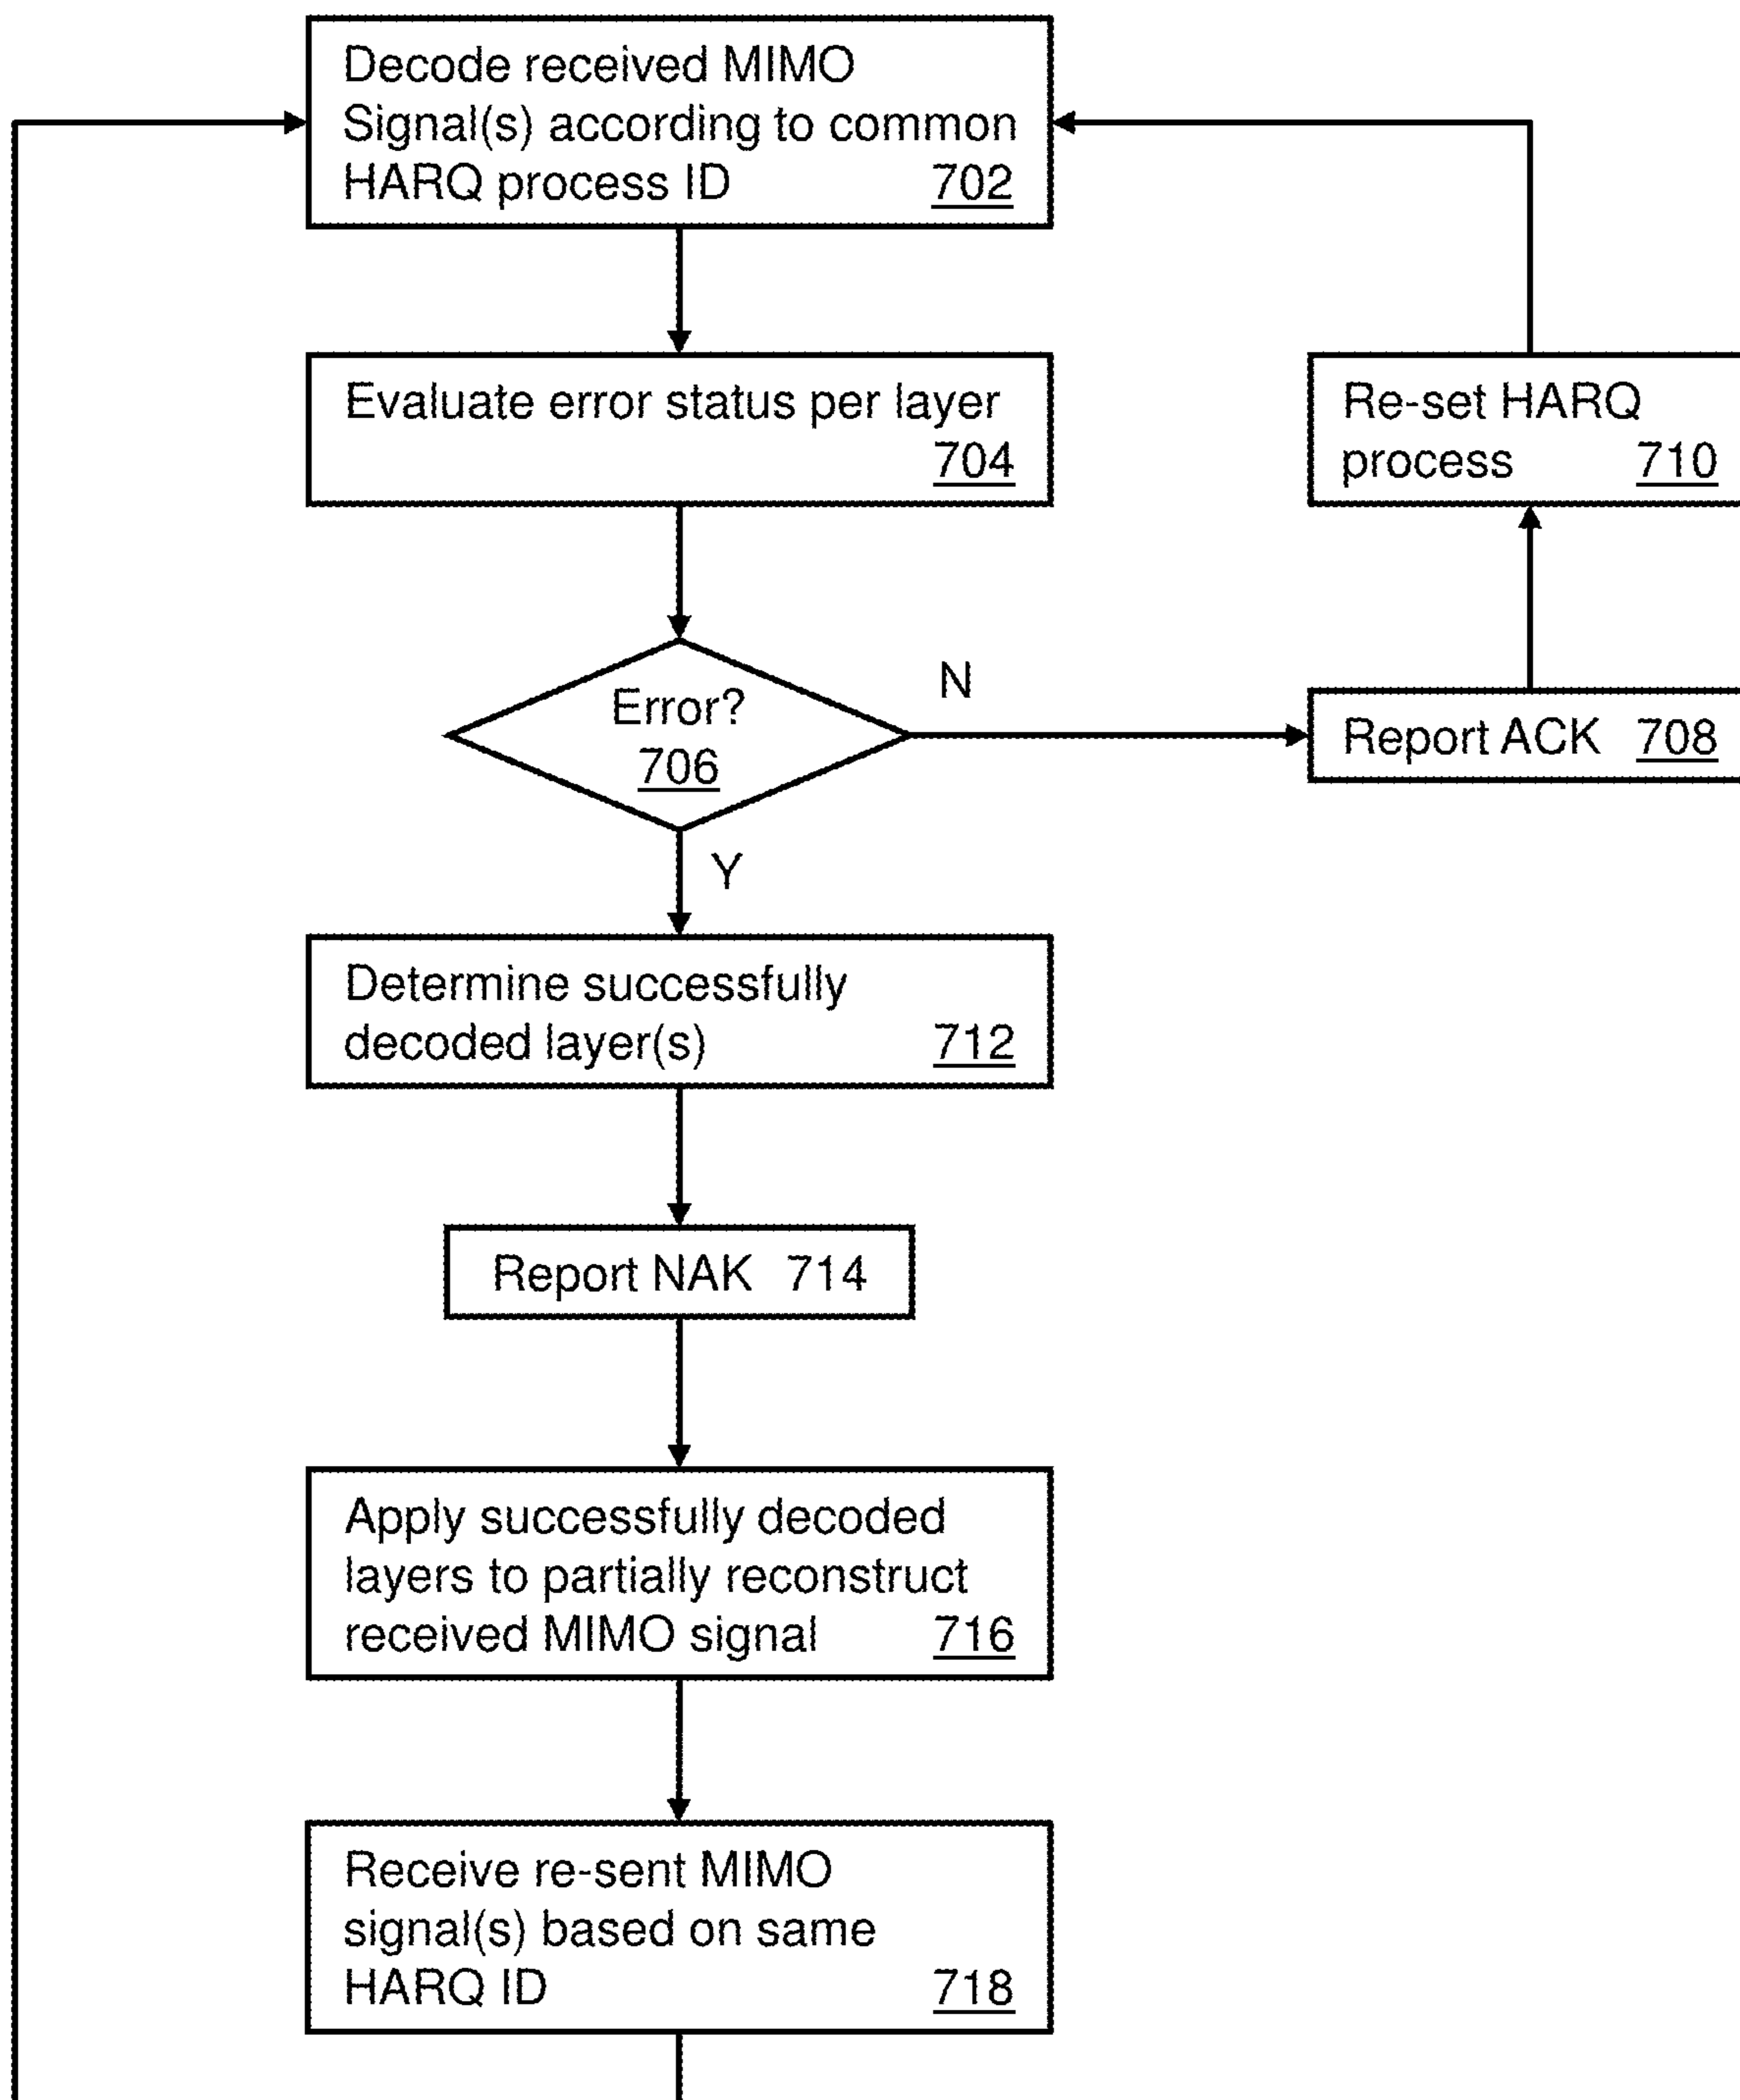 Decode received MIMO
Signal(s) according to common
HARQ process ID 702
Evaluate error status per layer
704
Re-set HARQ
process 710
Error?
706
N
Report ACK 708
Y
Determine successfully
decoded layer(s) 712
Report NAK 714
Apply successfully decoded
layers to partially reconstruct
received MIMO signal 716
Receive re-sent MIMO
signal(s) based on same
HARQ ID 718